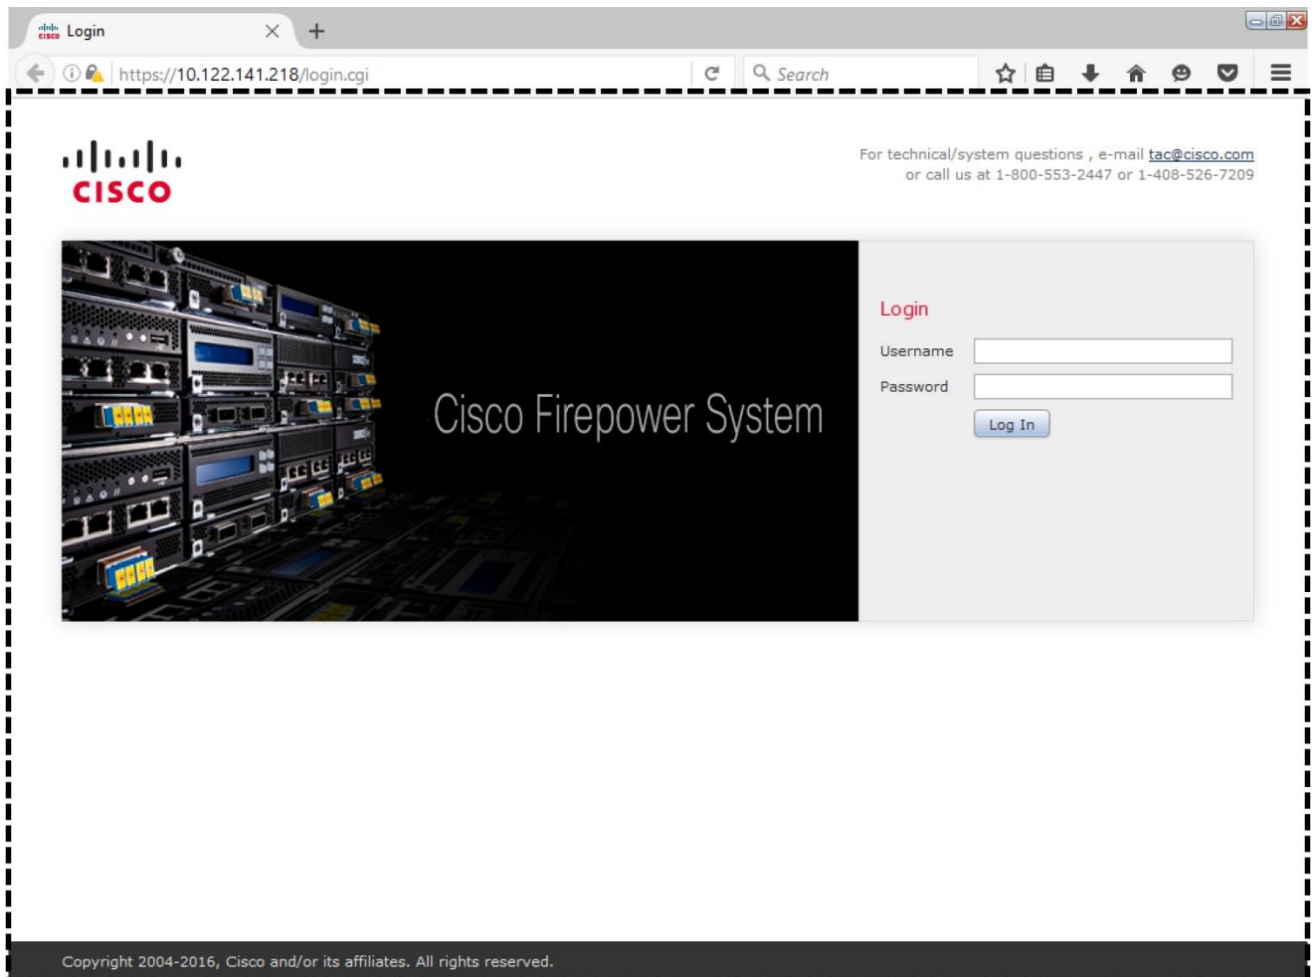 CISCO Login
https://10.122.141.218/login.cgi
Search
CISCO
For technical/system questions , e-mail tac@cisco.com
or call us at 1-800-553-2447 or 1-408-526-7209
Cisco Firepower System
Login
Username
Password
Log In
Copyright 2004-2016, Cisco and/or its affiliates. All rights reserved.